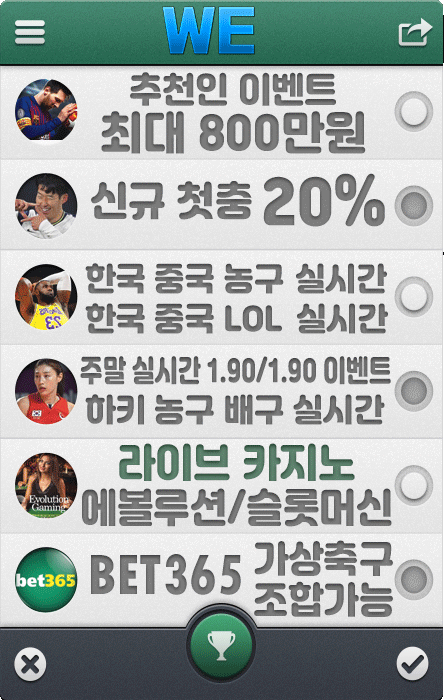 WE
추천인 이벤트
최대 800만원
신규 첫충 20%
한국 중국 농구 실시간
한국 중국 LOL 실시간
주말 실시간 1.90/1.90 이벤트
하키 농구 배구 실시간
라이브 카지노
에볼루션/슬롯머신
Evolution
Gaming
BET365 가상축구
조합가능
bet365